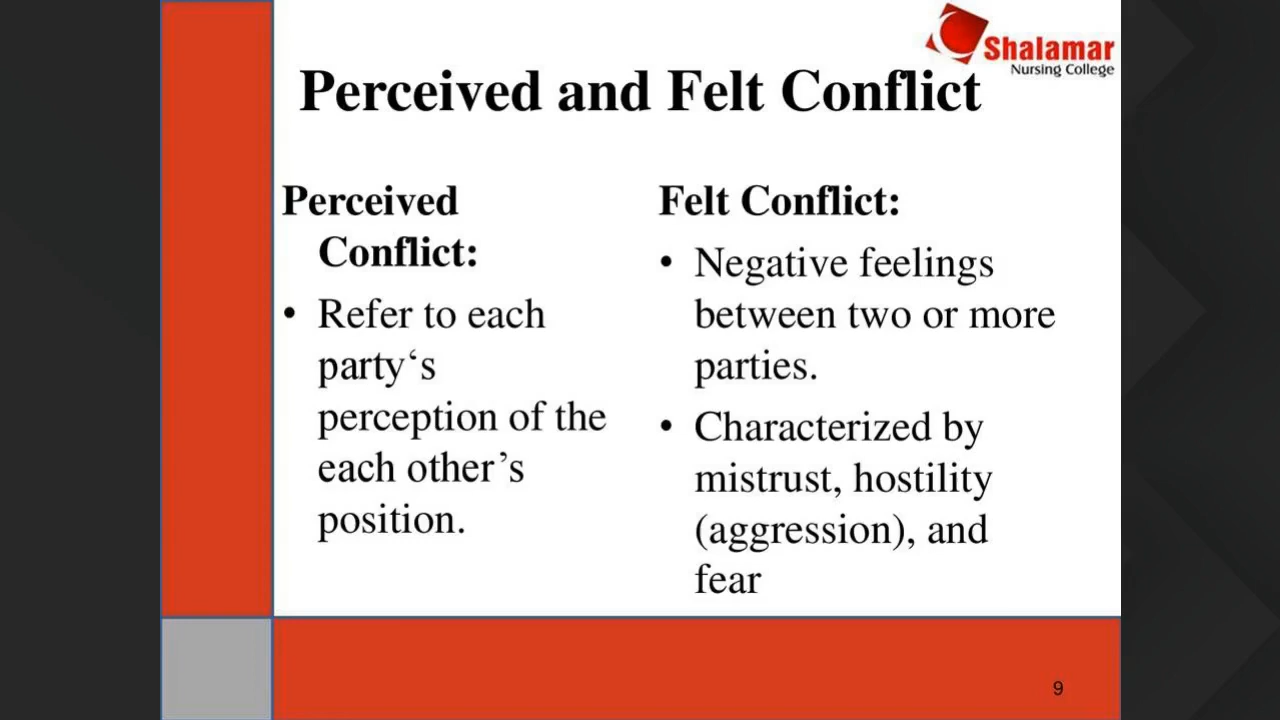 Shalamar
Nursing College
Perceived and Felt Conflict
Perceived
Conflict:
• Refer to each
party‘s
perception of the
each other’s
position.
Felt Conflict:
• Negative feelings
between two or more
parties.
• Characterized by
mistrust, hostility
(aggression), and
fear
9